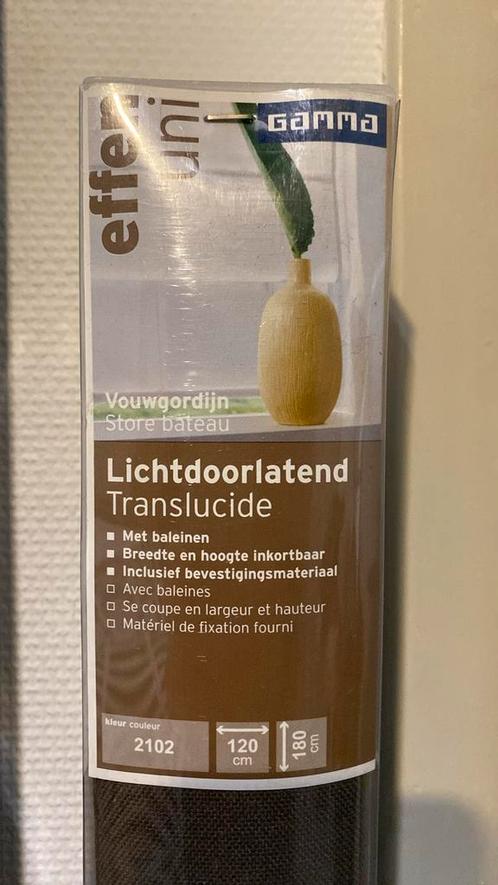 effen
uni
GAMMA
Vouwgordijn
Store bateau
Lichtdoorlatend
Translucide
Met baleinen
Breedte en hoogte inkortbaar
Inclusief bevestigingsmateriaal
Avec baleines
Se coupe en largeur et hauteur
Matériel de fixation fourni
kleur couleur
2102
120
cm
180
cm